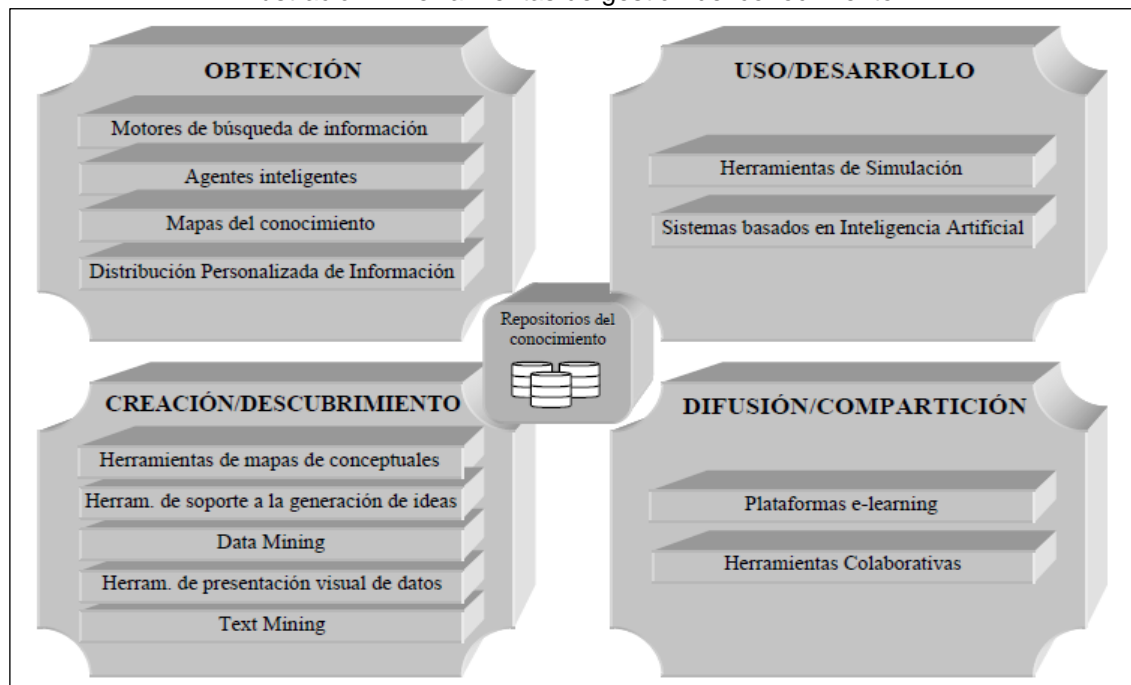 OBTENCIÓN
Motores de búsqueda de información
Agentes inteligentes
Mapas del conocimiento
Distribución Personalizada de Información
USO/DESARROLLO
Herramientas de Simulación
Sistemas basados en Inteligencia Artificial
Repositorios del
conocimiento
CREACIÓN/DESCUBRIMIENTO
Herramientas de mapas de conceptuales
Herram. de soporte a la generación de ideas
Data Mining
Herram. de presentación visual de datos
Text Mining
DIFUSIÓN/COMPARTICIÓN
Plataformas e-learning
Herramientas Colaborativas